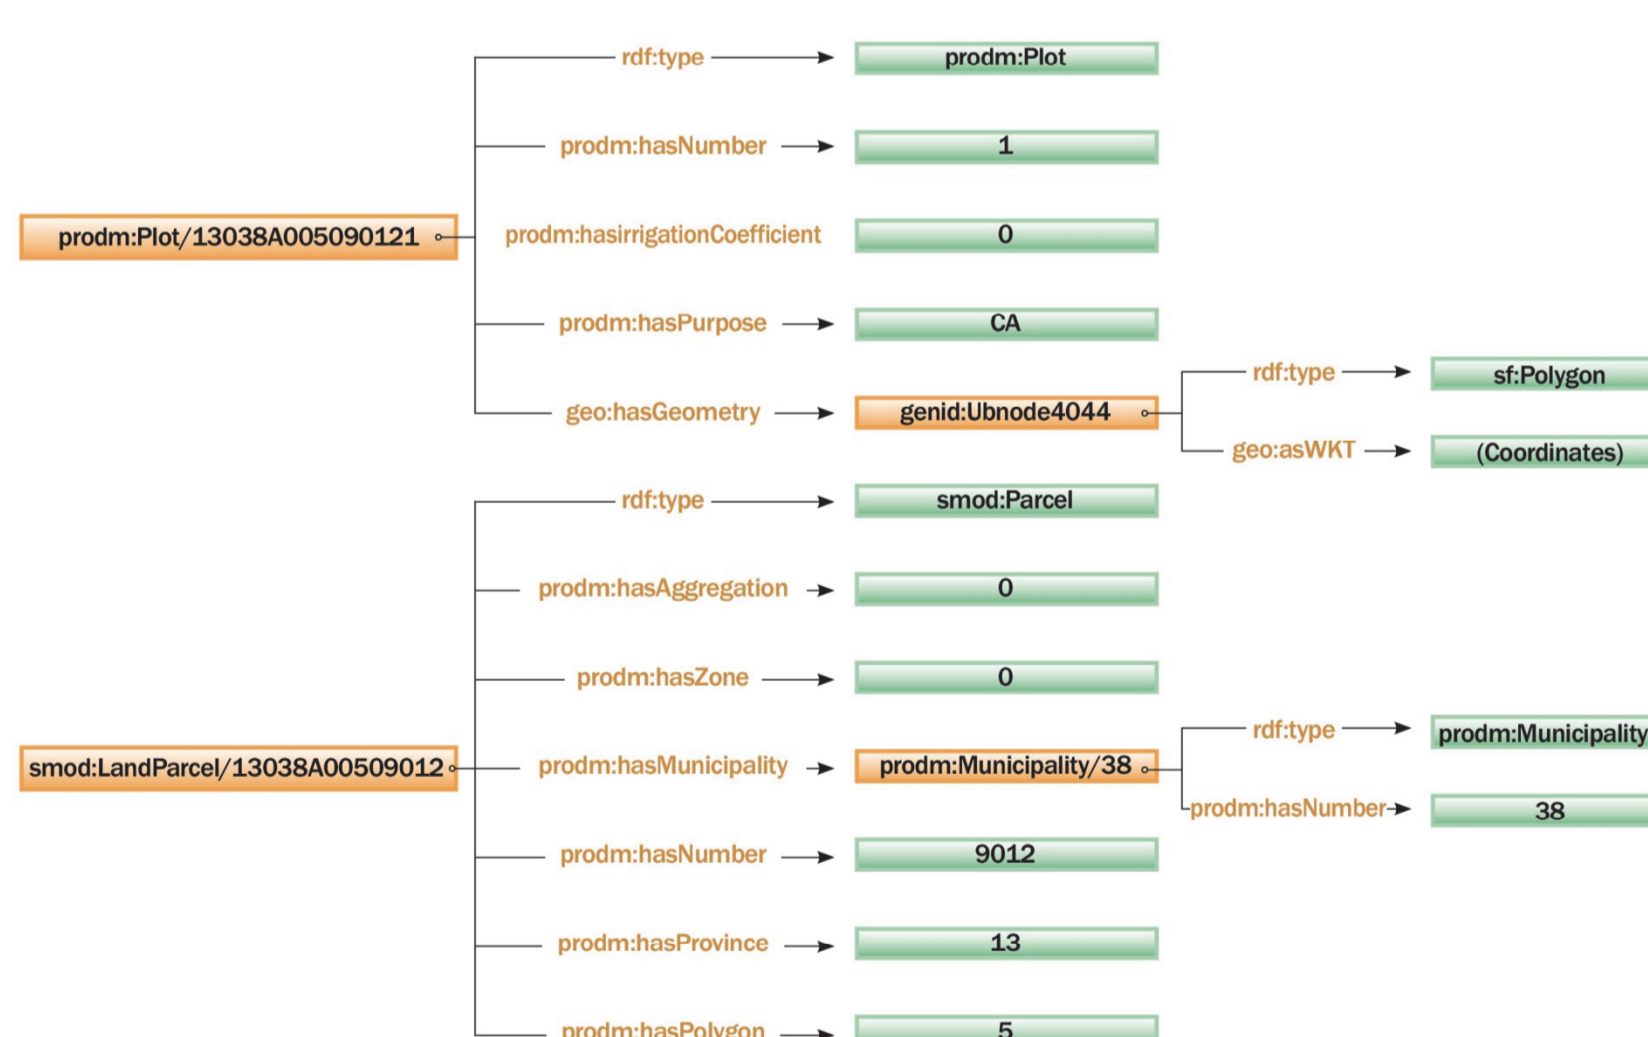 rdf:type
prodm:Plot
prodm:hasNumber
1
prodm:Plot/13038A005090121
prodm:hasirrigationCoefficient
0
prodm:hasPurpose
CA
geo:hasGeometry
genid:Ubnode4044
rdf:type
sf:Polygon
geo:asWKT
(Coordinates)
rdf:type
smod:Parcel
prodm:hasAggregation
0
prodm:hasZone
0
smod:LandParcel/13038A00509012
prodm:hasMunicipality
prodm:Municipality/38
rdf:type
prodm:Municipality
prodm:hasNumber
38
prodm:hasNumber
9012
prodm:hasProvince
13
prodm:hasPolygon
5